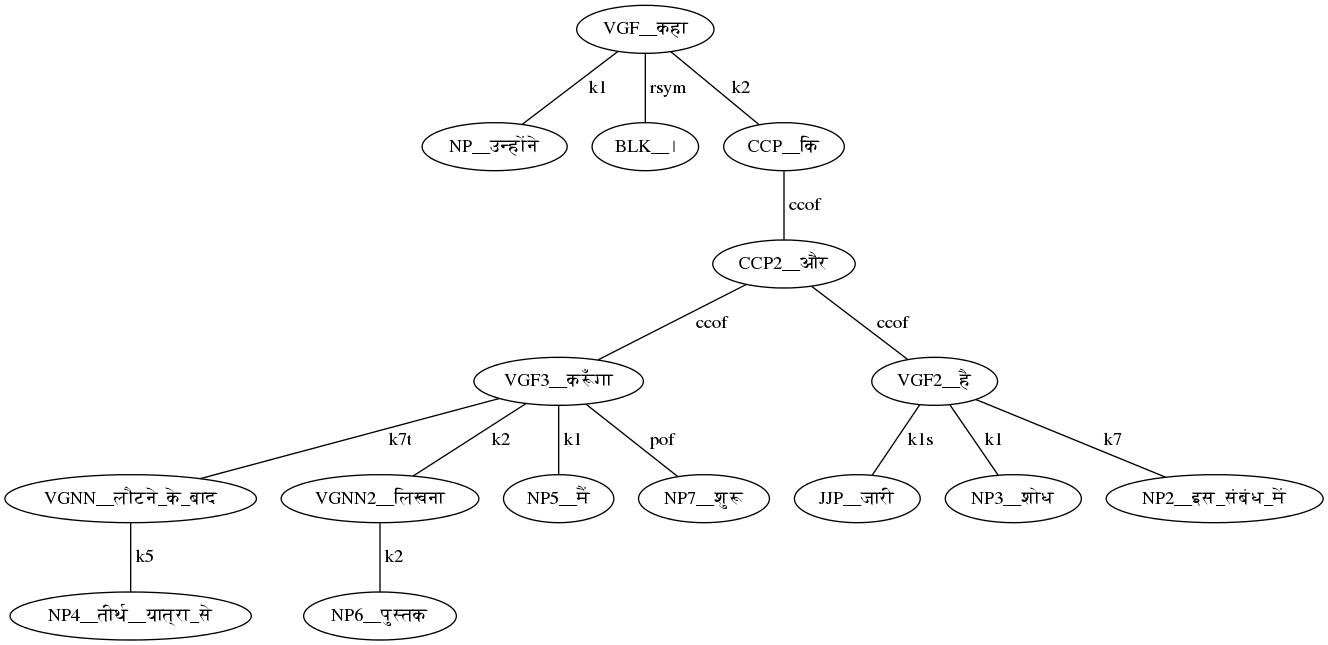 VGF__कहा
k1 rsym k2
NP__उन्होंने BLK__। CCP__कि
ccof
CCP2__और
ccof ccof
VGF3__करूँगा VGF2__है
k7t k2 k1 pof k1s k1 k7
VGNN__लौटने_के_बाद VGNN2__लिखना NP5__मैं NP7__शुरू JJP__जारी NP3__शोध NP2__इस_संबंध_में
k5 k2
NP4__तीर्थ__यात्रा_से NP6__पुस्तक